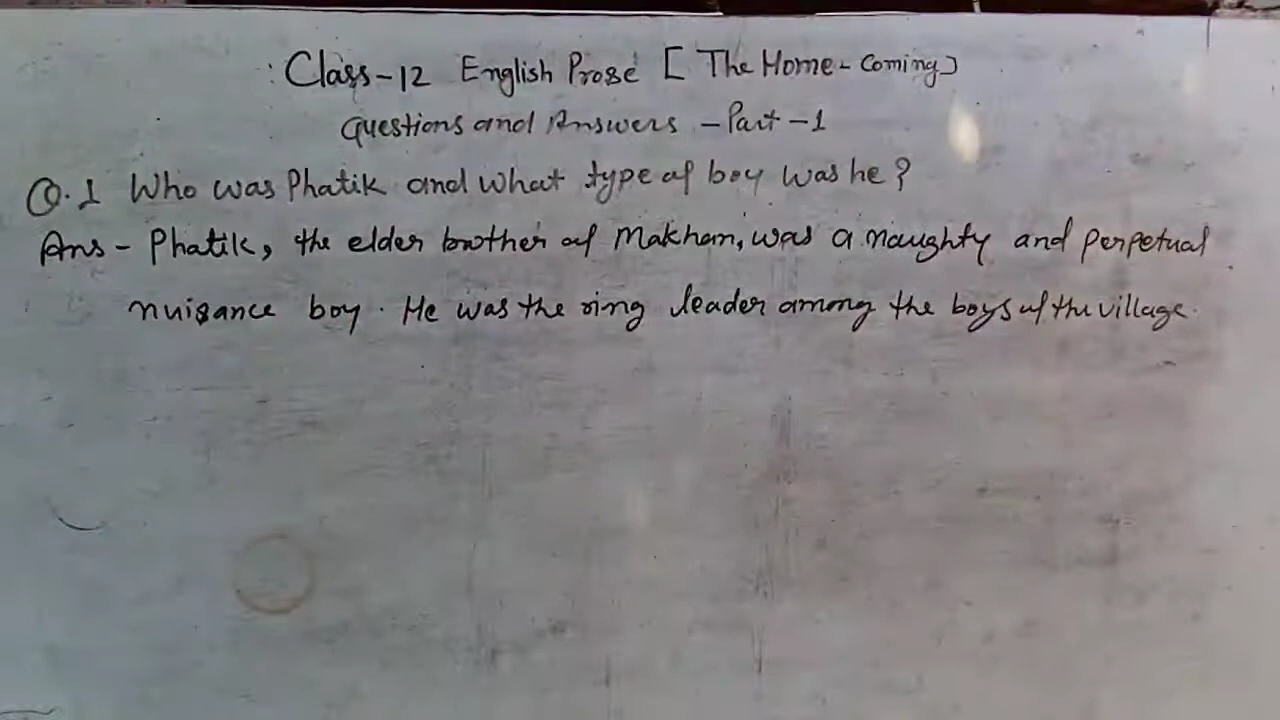 Class-12 English Prose [ The Home-Coming]
Questions and Answers - Part-1
Q.1 Who was Phatik and what type of boy was he?
Ans - Phatik, the elder brother of Makhan, was a naughty and perpetual
nuisance boy. He was the ring leader among the boys of the village.